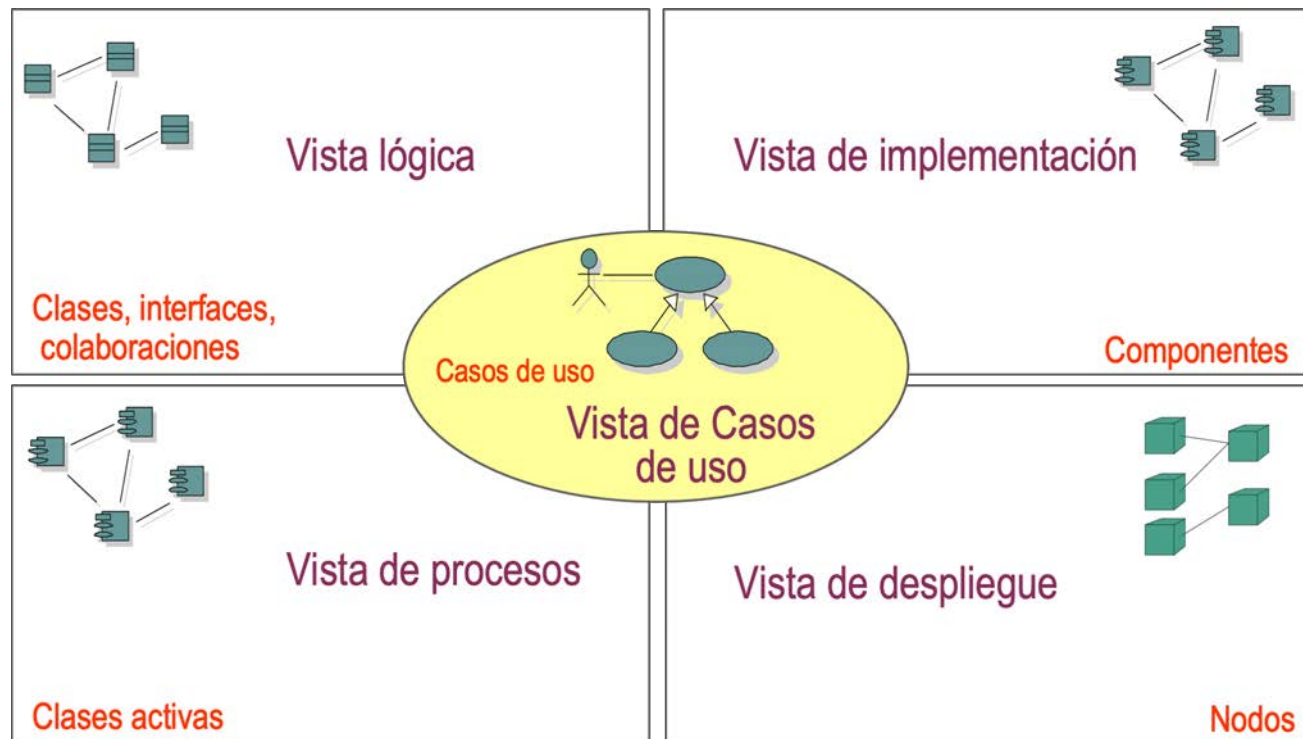 Vista lógica
Clases, interfaces,
colaboraciones
Vista de implementación
Componentes
Casos de uso
Vista de Casos
de uso
Vista de procesos
Clases activas
Vista de despliegue
Nodos